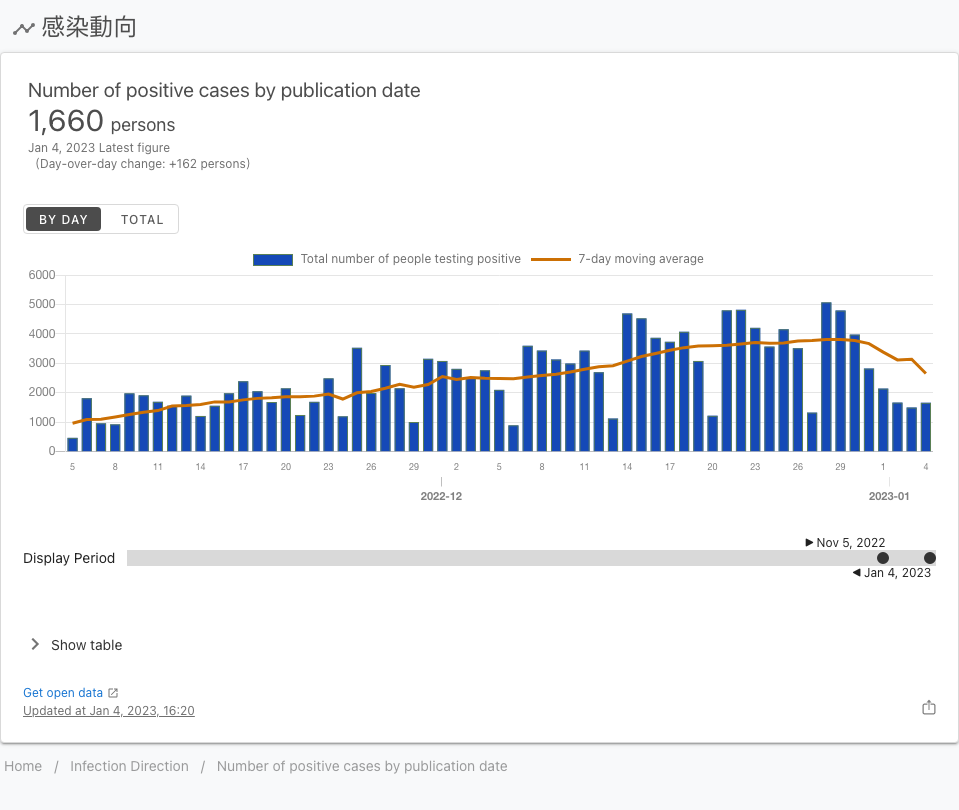 感染動向
Number of positive cases by publication date
1,660 persons
Jan 4, 2023 Latest figure
(Day-over-day change: +162 persons)
BY DAY TOTAL
Total number of people testing positive 7-day moving average
6000
5000
4000
3000
2000
1000
0
5 8 11 14 17 20 23 26 29 2 5 8 11 14 17 20 23 26 29 1 4
2022-12 2023-01
Nov 5, 2022
Display Period
Jan 4, 2023
Show table
Get open data
Updated at Jan 4, 2023, 16:20
Home / Infection Direction / Number of positive cases by publication date